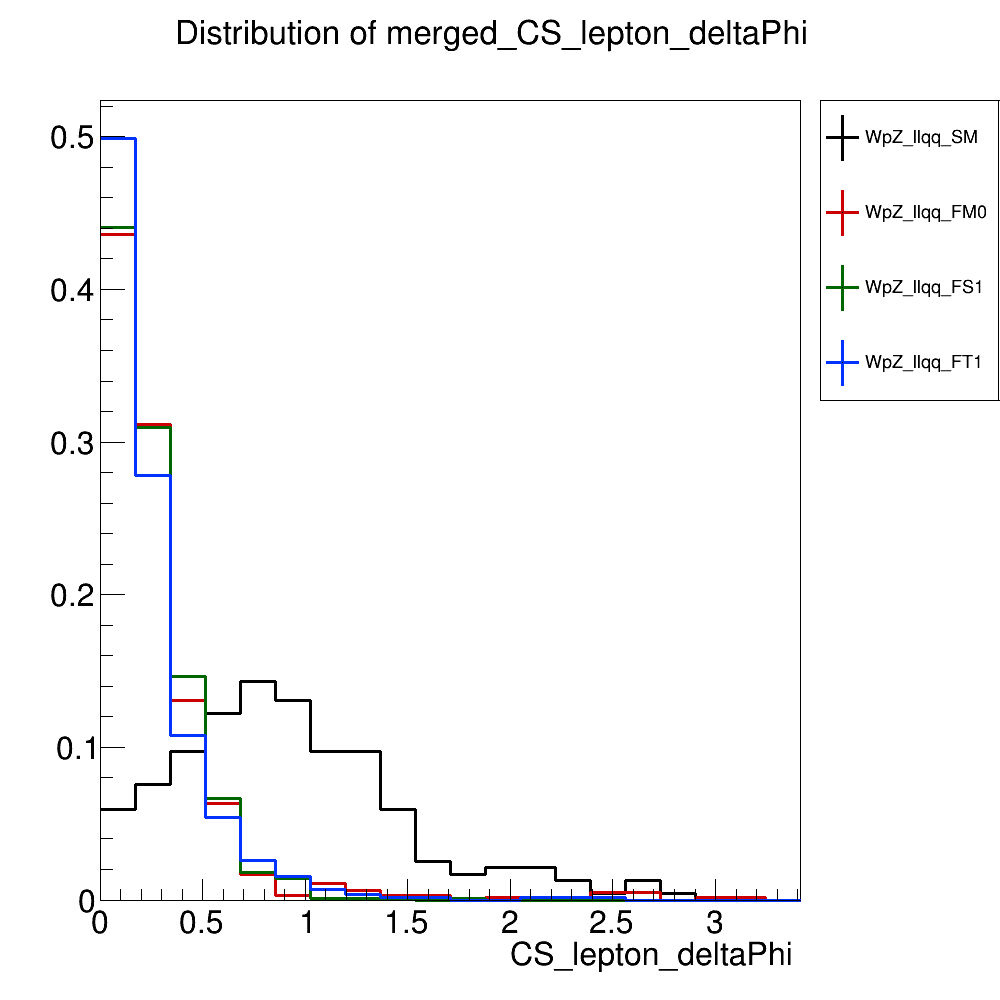 Distribution of merged_CS_lepton_deltaPhi
0.5
0.4
0.3
0.2
0.1
0
0 0.5 1 1.5 2 2.5 3
CS_lepton_deltaPhi
WpZ_llqq_SM
WpZ_llqq_FM0
WpZ_llqq_FS1
WpZ_llqq_FT1